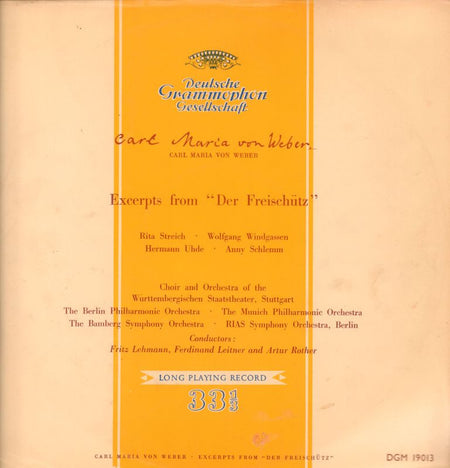 Deutsche
Grammophon
Gesellschaft
Carl Maria von Weber.
CARL MARIA VON WEBER
Excerpts from "Der Freischütz"
Rita Streich · Wolfgang Windgassen
Hermann Uhde · Anny Schlemm
Choir and Orchestra of the
Württembergischen Staatstheater, Stuttgart
The Berlin Philharmonic Orchestra · The Munich Philharmonic Orchestra
The Bamberg Symphony Orchestra · RIAS Symphony Orchestra, Berlin
Conductors:
Fritz Lehmann, Ferdinand Leitner and Artur Rother
LONG PLAYING RECORD
33 1/3
CARL MARIA VON WEBER · EXCERPTS FROM "DER FREISCHÜTZ"
DGM 19013